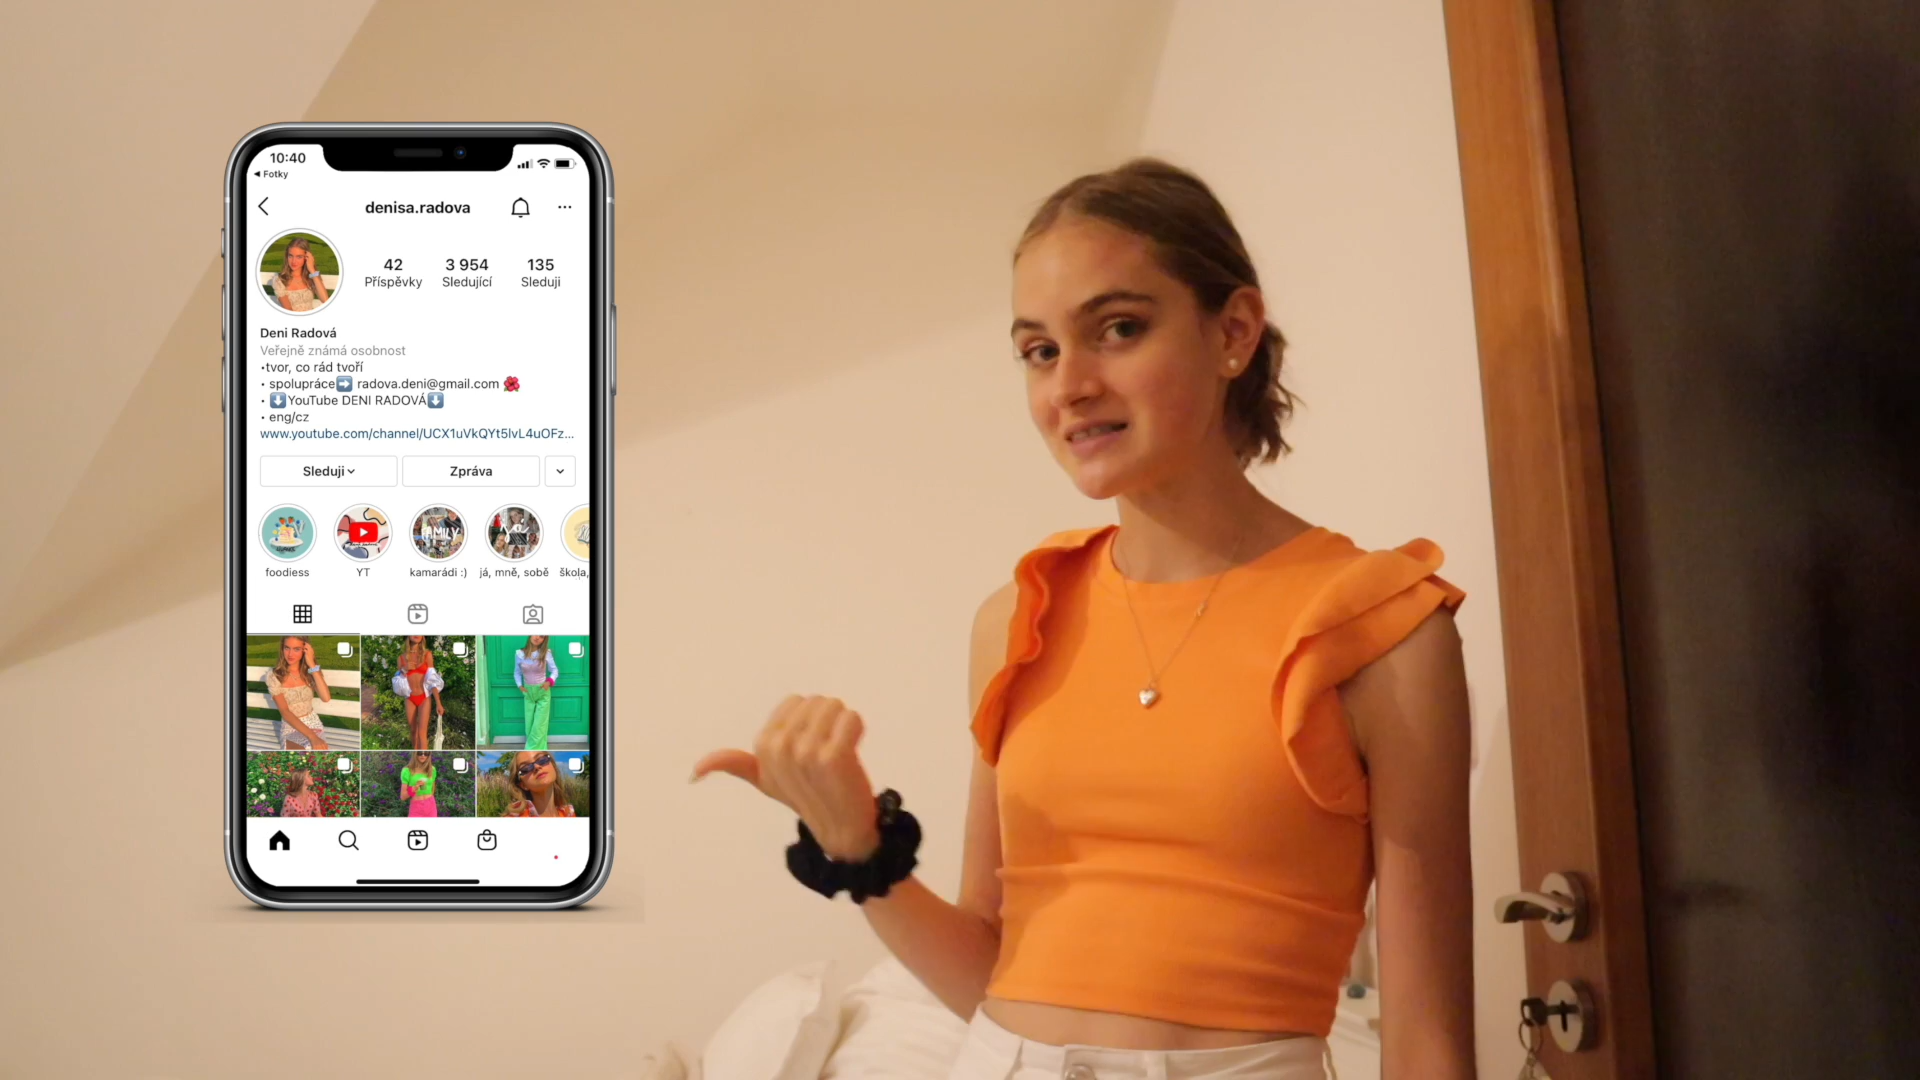 10:40
Fotky
denisa.radova
42
3 954
135
Příspěvky
Sledující
Sleduji
Deni Radová
Veřejně známá osobnost
•tvor, co rád tvoří
• spolupráce➡️ radova.deni@gmail.com 🌺
• ⬇️YouTube DENI RADOVÁ⬇️
• eng/cz
www.youtube.com/channel/UCX1uVkQYt5lvL4uOFz...
Sleduji
Zpráva
FAMILY
foodiess
YT
kamarádi :)
já, mně, sobě
škola,